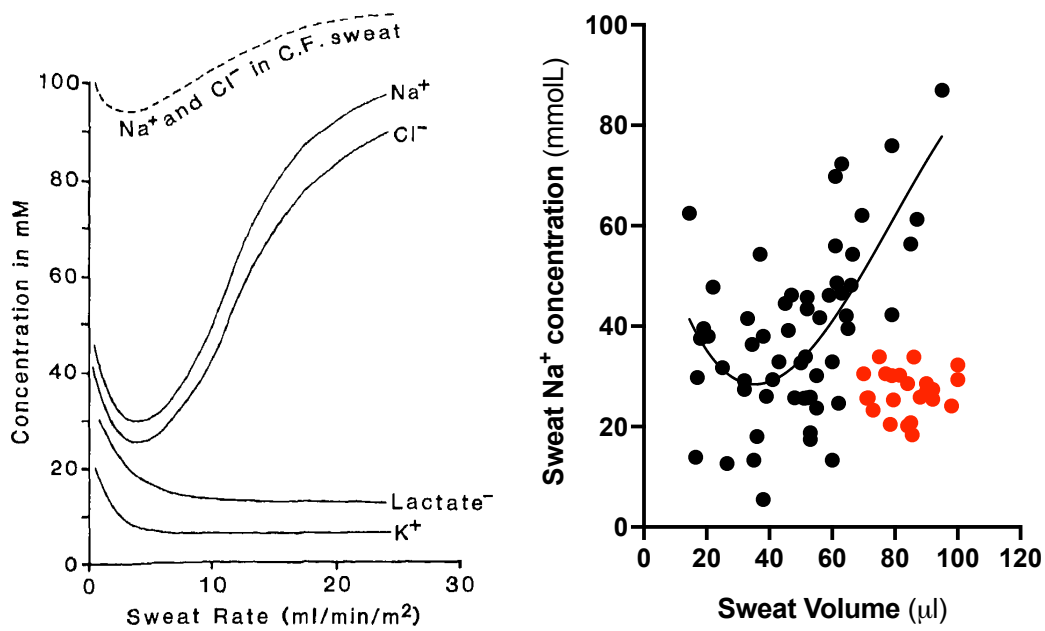 Na⁺ and Cl⁻ in C.F. sweat
Na⁺
Cl⁻
Lactate⁻
K⁺
100
80
60
40
20
0
Concentration in mM
0 10 20 30
Sweat Rate (ml/min/m²)
100
80
60
40
20
0
Sweat Na⁺ concentration (mmolL)
0 20 40 60 80 100 120
Sweat Volume (µl)